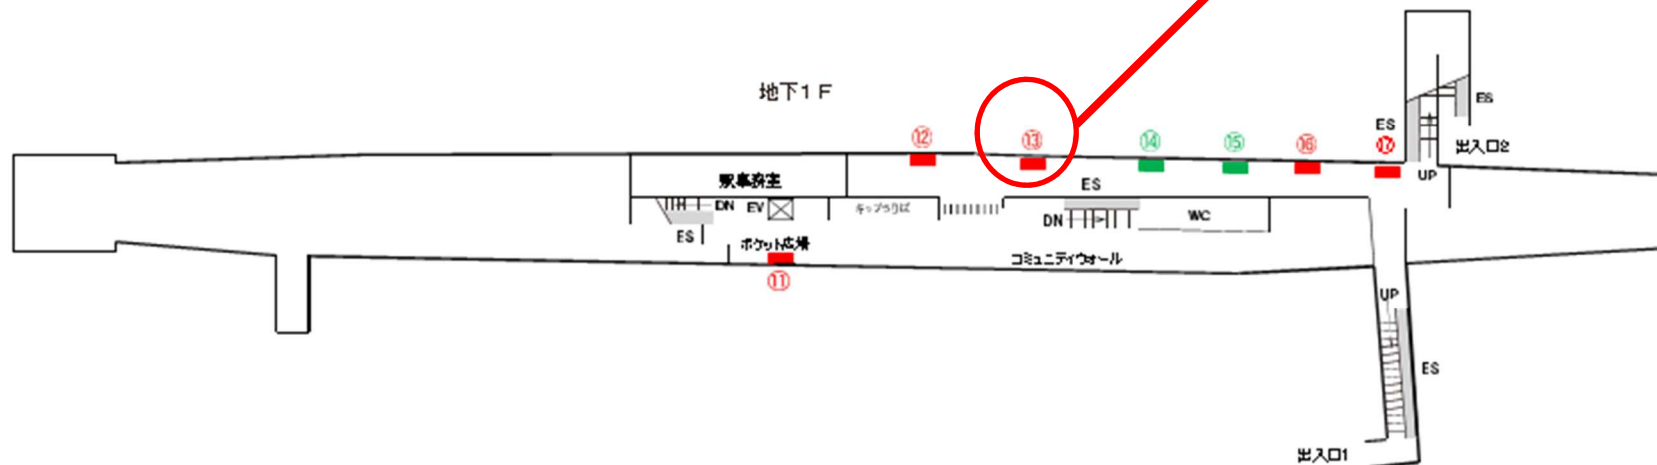 地下1F
⑫
⑬
⑭
⑮
⑯
ES
⑰
ES
出入口2
UP
駅事務室
ES
DN
EV
キップうりば
ES
DN
WC
ポケット広場
コミュニティウォール
⑪
UP
ES
出入口1